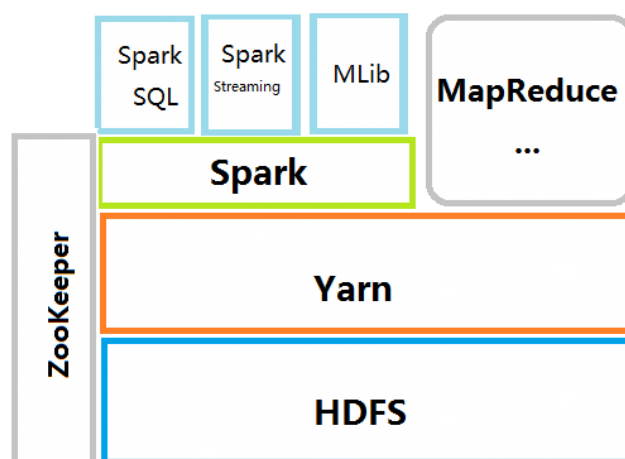 Spark
SQL
Spark
Streaming
MLib
MapReduce
...
Spark
ZooKeeper
Yarn
HDFS